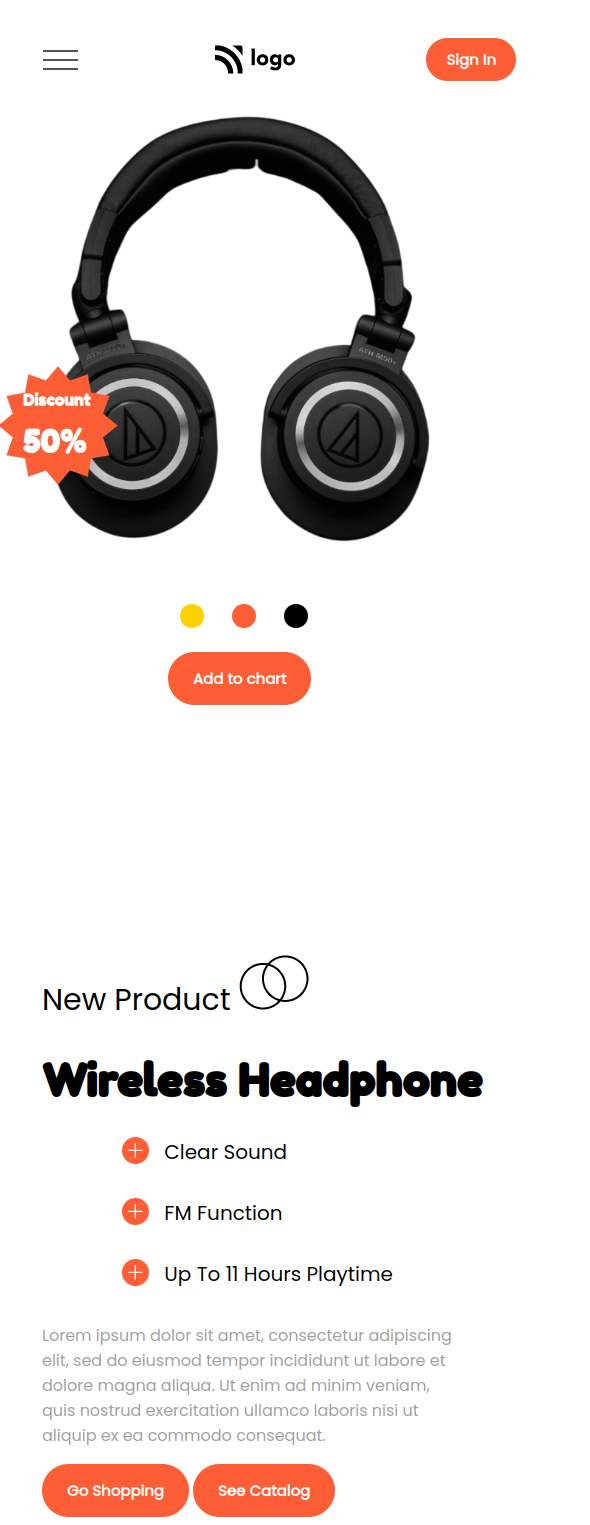 logo
Sign In
ATH-M50x
Discount
50%
Add to chart
New Product
Wireless Headphone
Clear Sound
FM Function
Up To 11 Hours Playtime
Lorem ipsum dolor sit amet, consectetur adipiscing
elit, sed do eiusmod tempor incididunt ut labore et
dolore magna aliqua. Ut enim ad minim veniam,
quis nostrud exercitation ullamco laboris nisi ut
aliquip ex ea commodo consequat.
Go Shopping
See Catalog